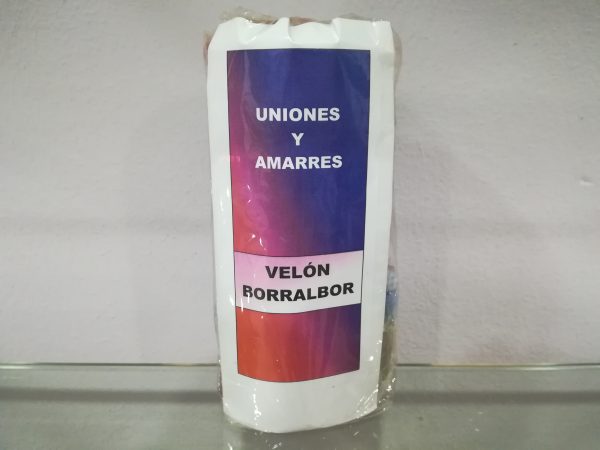 UNIONES
Y
AMARRES
VELÓN
BORRALBOR